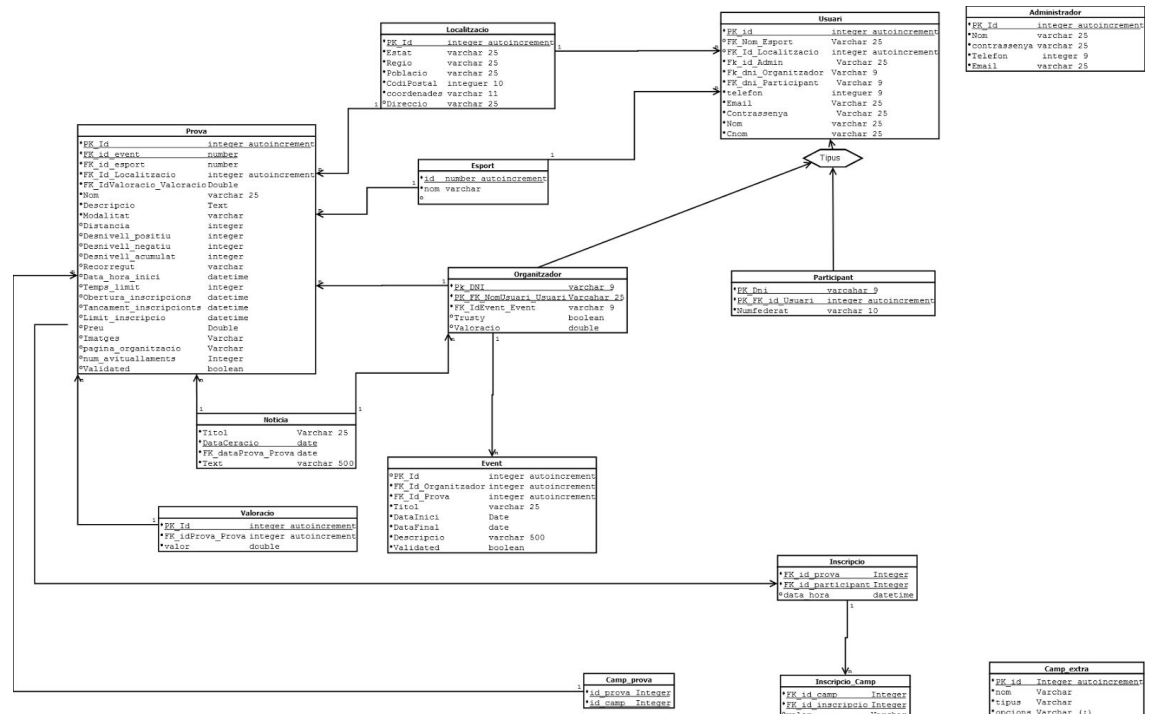 Localitzacio
PK_Id integer autoincrement
Estat varchar 25
Regio varchar 25
Poblacio varchar 25
CodiPostal integuer 10
coordenades varchar 11
Direccio varchar 25
Usuari
PK_id integer autoincrement
FK_Nom_Esport Varchar 25
FK_Id_Localitzacio integer autoincrement
Fk_id_Admin Varchar 25
Fk_dni_Organitzador Varchar 9
FK_dni_Participant Varchar 9
telefon integuer 9
Email Varchar 25
Contrassenya Varchar 25
Nom varchar 25
Cnom varchar 25
Administrador
PK_Id integer autoincrement
Nom varchar 25
contrassenya varchar 25
Telefon integer 9
Email varchar 25
Prova
PK_Id integer autoincrement
FK_id_event number
FK_id_esport number
FK_Id_Localitzacio integer autoincrement
FK_IdValoracio_Valoracio Double
Nom varchar 25
Descripcio Text
Modalitat varchar
Distancia integer
Desnivell_positiu integer
Desnivell_negatiu integer
Desnivell_acumulat integer
Recorregut varchar
Data_hora_inici datetime
Temps_limit integer
Obertura_inscripcions datetime
Tancament_inscripcionts datetime
Limit_inscripcio datetime
Preu Double
Imatges Varchar
pagina_organitzacio Varchar
num_avituallaments Integer
Validated boolean
Esport
id number autoincrement
nom varchar
Tipus
Organitzador
Pk_DNI varchar 9
PK_FK_NomUsuari_Usuari Varcahar 25
FK_IdEvent_Event varchar 9
Trusty boolean
Valoracio double
Participant
PK_Dni varcahar 9
PK_FK_id_Usuari integer autoincrement
Numfederat varchar 10
Noticia
Titol Varchar 25
DataCeracio date
FK_dataProva_Prova date
Text varchar 500
Event
PK_Id integer autoincrement
FK_Id_Organitzador integer autoincrement
FK_Id_Prova integer autoincrement
Titol varchar 25
DataInici Date
DataFinal date
Descripcio varchar 500
Validated boolean
Valoracio
PK_Id integer autoincrement
FK_idProva_Prova integer autoincrement
valor double
Inscripcio
FK_id_prova Integer
FK_id_participant Integer
data_hora datetime
Camp_prova
id_prova Integer
id_camp Integer
Inscripcio_Camp
FK_id_camp Integer
FK_id_inscripcio Integer
Camp_extra
PK_id Integer autoincrement
nom Varchar
tipus Varchar
opcions Varchar (;)